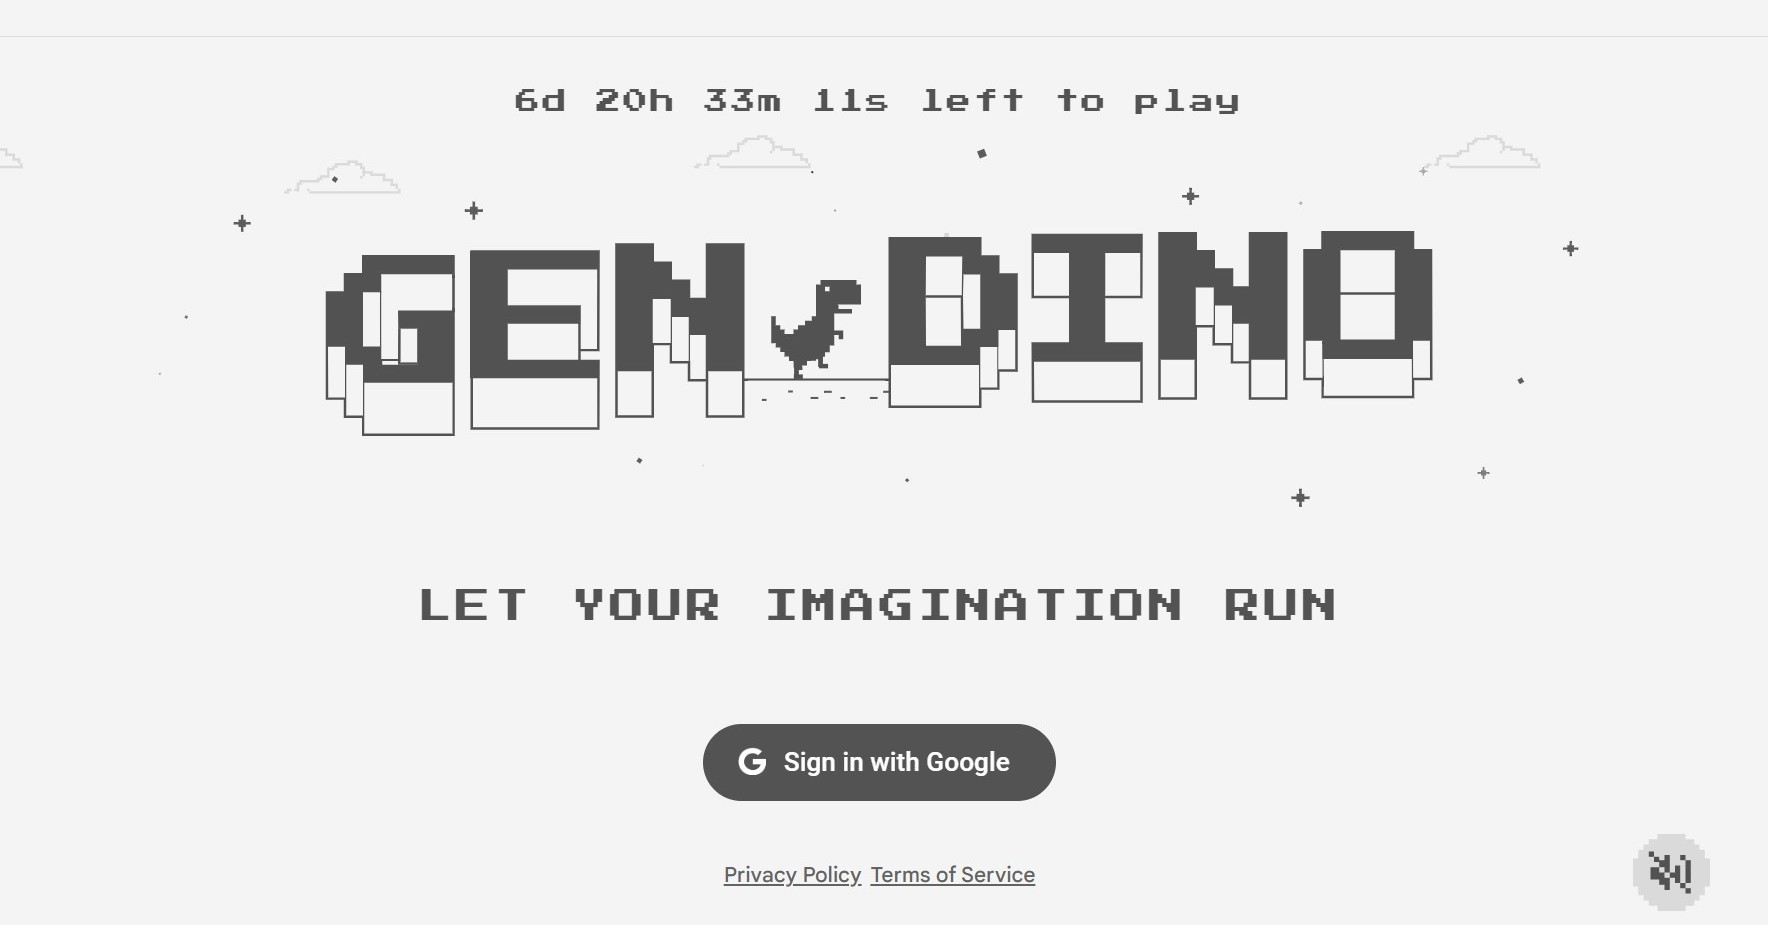 6d 20h 33m 11s left to play
GEN DINO
LET YOUR IMAGINATION RUN
Sign in with Google
Privacy Policy Terms of Service